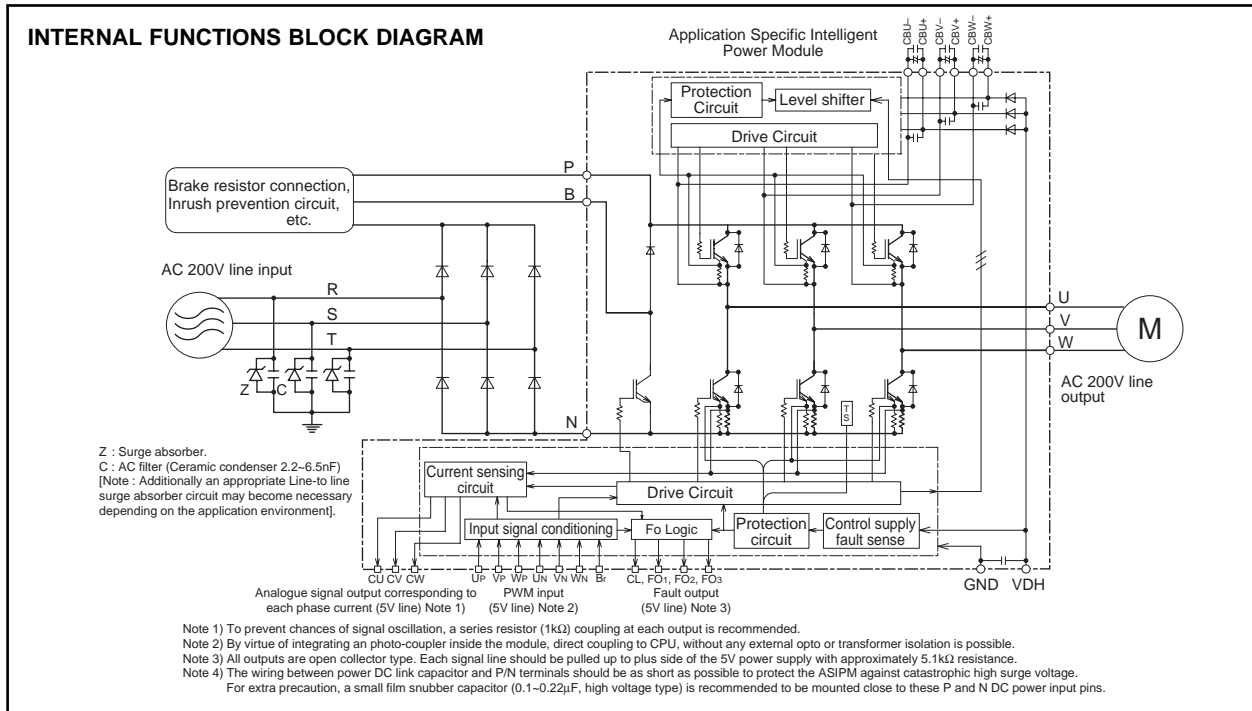 INTERNAL FUNCTIONS BLOCK DIAGRAM
Application Specific Intelligent
Power Module
CBU–
CBU+
CBV–
CBV+
CBW–
CBW+
Protection
Circuit
Level shifter
Drive Circuit
P
B
Brake resistor connection,
Inrush prevention circuit,
etc.
AC 200V line input
R
S
T
Z
C
N
U
V
W
M
AC 200V line
output
T
S
Z : Surge absorber.
C : AC filter (Ceramic condenser 2.2~6.5nF)
[Note : Additionally an appropriate Line-to line
surge absorber circuit may become necessary
depending on the application environment].
Current sensing
circuit
Drive Circuit
Input signal conditioning
Fo Logic
Protection
circuit
Control supply
fault sense
CU CV CW
UP VP WP UN VN WN Br
CL, FO1, FO2, FO3
GND VDH
Analogue signal output corresponding to
each phase current (5V line) Note 1)
PWM input
(5V line) Note 2)
Fault output
(5V line) Note 3)
Note 1) To prevent chances of signal oscillation, a series resistor (1kΩ) coupling at each output is recommended.
Note 2) By virtue of integrating an photo-coupler inside the module, direct coupling to CPU, without any external opto or transformer isolation is possible.
Note 3) All outputs are open collector type. Each signal line should be pulled up to plus side of the 5V power supply with approximately 5.1kΩ resistance.
Note 4) The wiring between power DC link capacitor and P/N terminals should be as short as possible to protect the ASIPM against catastrophic high surge voltage.
For extra precaution, a small film snubber capacitor (0.1~0.22µF, high voltage type) is recommended to be mounted close to these P and N DC power input pins.